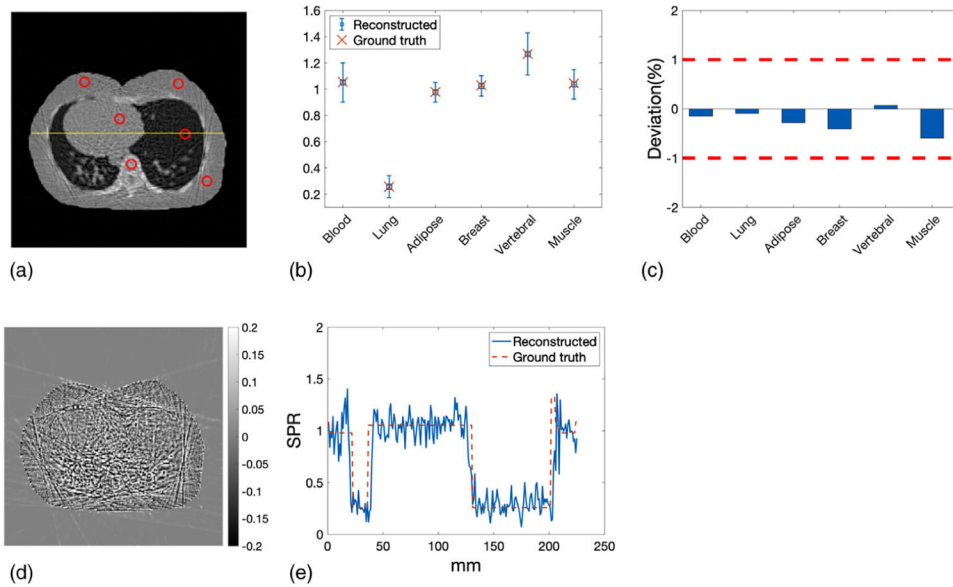 (a)
1.6
1.4
1.2
1
0.8
0.6
0.4
0.2
Reconstructed
Ground truth
Blood
Lung
Adipose
Breast
Vertebral
Muscle
(b)
Deviation(%)
2
1
0
-1
-2
Blood
Lung
Adipose
Breast
Vertebral
Muscle
(c)
0.2
0.15
0.1
0.05
0
-0.05
-0.1
-0.15
-0.2
(d)
SPR
2
1.5
1
0.5
0
Reconstructed
Ground truth
0 50 100 150 200 250
mm
(e)